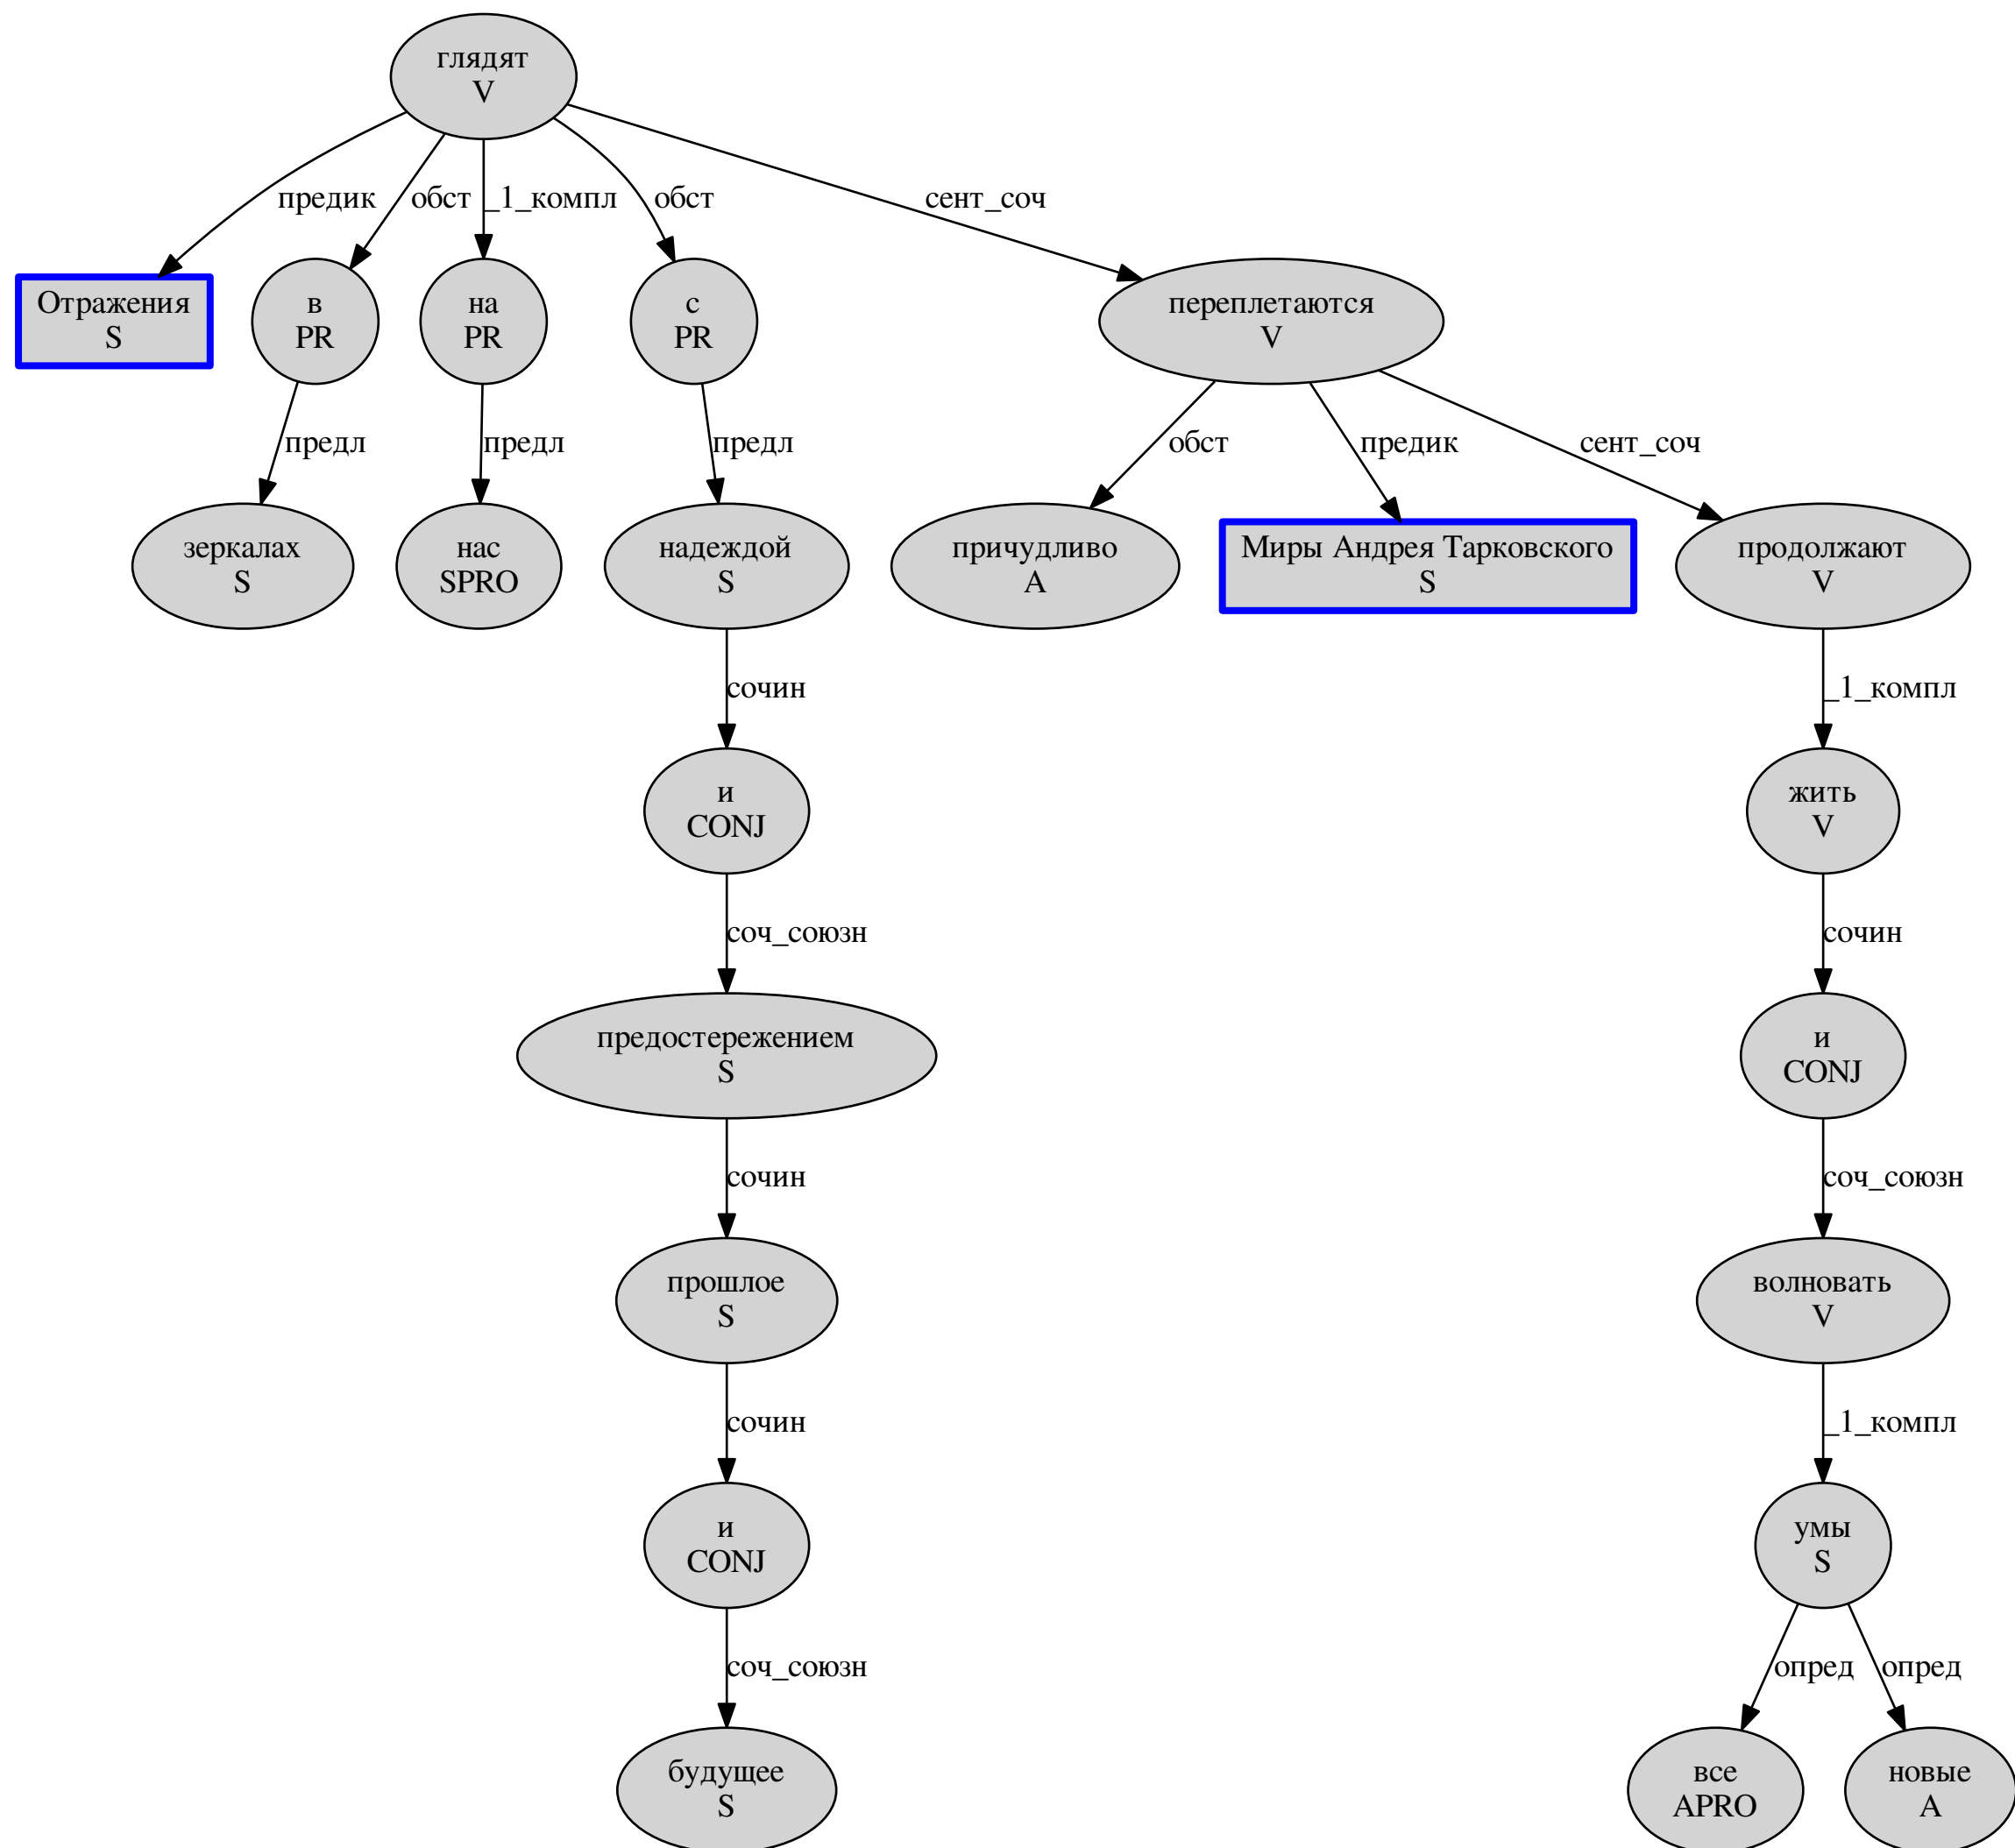 глядят
V
предик
обст
_1_компл
обст
сент_соч
Отражения
S
в
PR
на
PR
с
PR
переплетаются
V
предл
предл
предл
обст
предик
сент_соч
зеркалах
S
нас
SPRO
надеждой
S
причудливо
A
Миры Андрея Тарковского
S
продолжают
V
сочин
_1_компл
и
CONJ
жить
V
соч_союзн
сочин
предостережением
S
и
CONJ
сочин
соч_союзн
прошлое
S
волновать
V
сочин
_1_компл
и
CONJ
умы
S
соч_союзн
опред
опред
будущее
S
все
APRO
новые
A